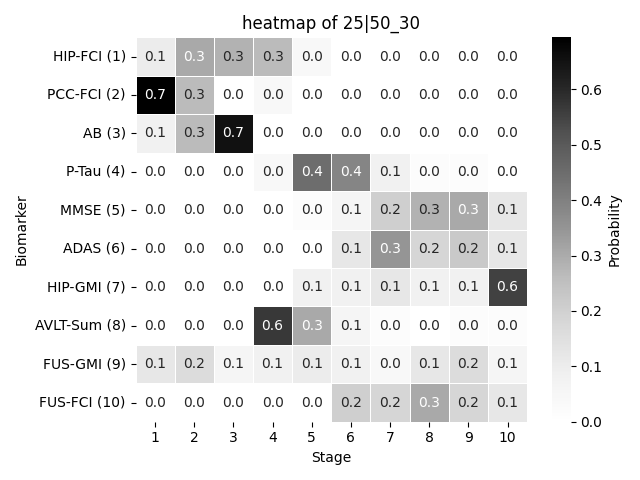 heatmap of 25|50_30
HIP-FCI (1) 0.1 0.3 0.3 0.3 0.0 0.0 0.0 0.0 0.0 0.0
PCC-FCI (2) 0.7 0.3 0.0 0.0 0.0 0.0 0.0 0.0 0.0 0.0
AB (3) 0.1 0.3 0.7 0.0 0.0 0.0 0.0 0.0 0.0 0.0
P-Tau (4) 0.0 0.0 0.0 0.0 0.4 0.4 0.1 0.0 0.0 0.0
MMSE (5) 0.0 0.0 0.0 0.0 0.0 0.1 0.2 0.3 0.3 0.1
ADAS (6) 0.0 0.0 0.0 0.0 0.0 0.1 0.3 0.2 0.2 0.1
HIP-GMI (7) 0.0 0.0 0.0 0.0 0.1 0.1 0.1 0.1 0.1 0.6
AVLT-Sum (8) 0.0 0.0 0.0 0.6 0.3 0.1 0.0 0.0 0.0 0.0
FUS-GMI (9) 0.1 0.2 0.1 0.1 0.1 0.1 0.0 0.1 0.2 0.1
FUS-FCI (10) 0.0 0.0 0.0 0.0 0.0 0.2 0.2 0.3 0.2 0.1
1 2 3 4 5 6 7 8 9 10
Stage
Biomarker
0.6
0.5
0.4
0.3
0.2
0.1
0.0
Probability